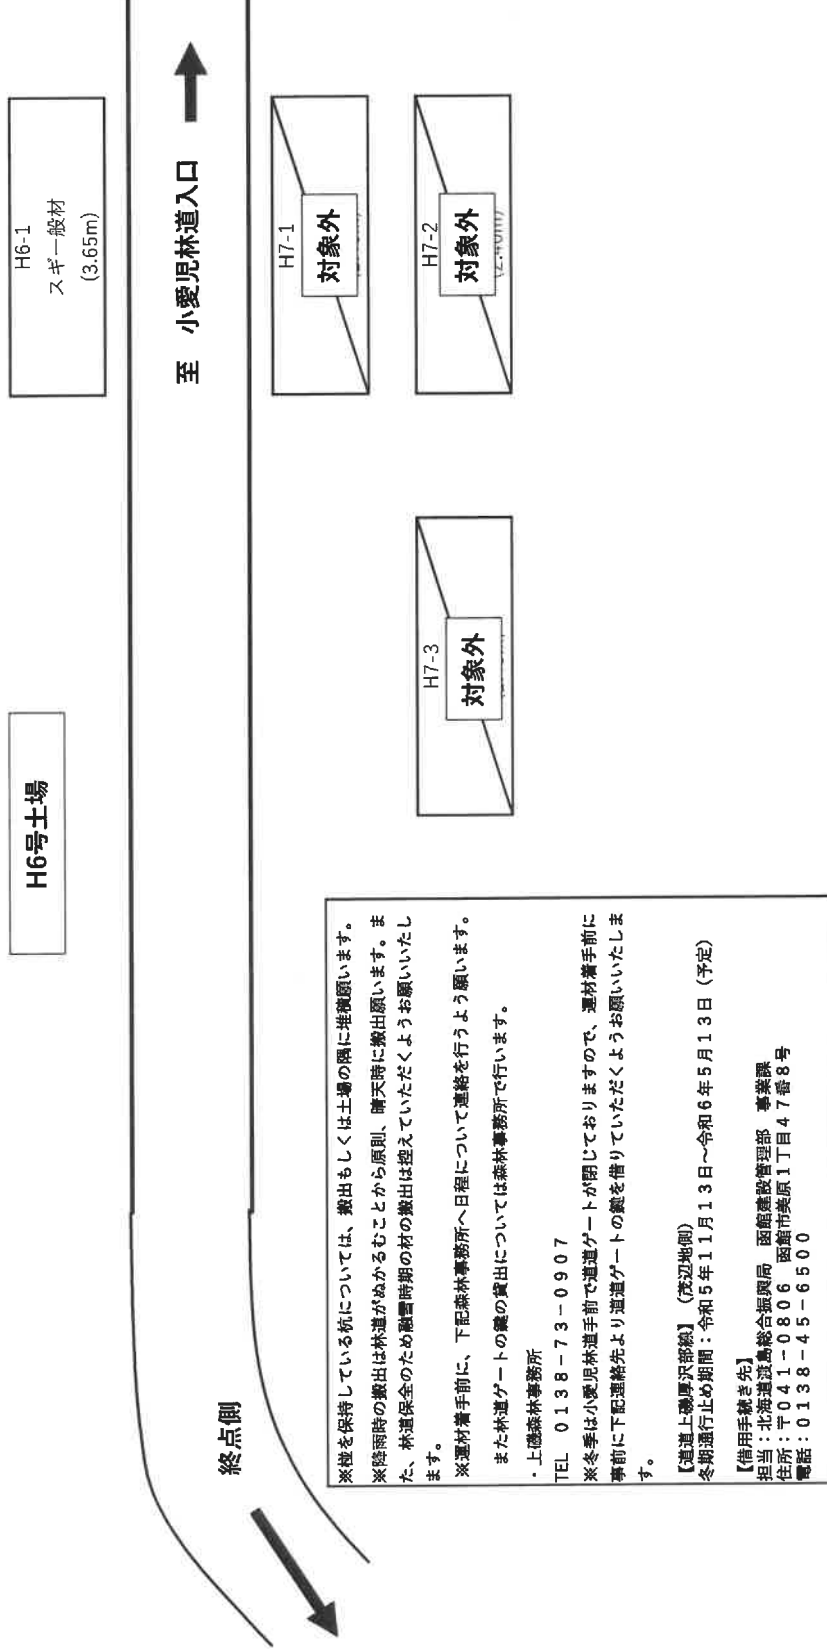 H6号土場
H6-1
スギ一般材
(3.65m)
至　小愛児林道入口
終点側
H7-1
対象外
H7-2
対象外
H7-3
対象外
※椪を保持している杭については、搬出もしくは土場の隅に堆積願います。
※降雨時の搬出は林道がぬかるむことから原則、晴天時に搬出願います。ま
た、林道保全のため融雪時期の材の搬出は控えていただくようお願いいたし
ます。
※運材着手前に、下記森林事務所へ日程について連絡を行うよう願います。
また林道ゲートの鍵の貸出については森林事務所で行います。
・上磯森林事務所
TEL　０１３８－７３－０９０７
※冬季は小愛児林道手前で道道ゲートが閉じておりますので、運材着手前に
事前に下記連絡先より道道ゲートの鍵を借りていただくようお願いいたしま
す。
【道道上磯厚沢部線】（茂辺地側）
冬期通行止め期間：令和５年１１月１３日～令和６年５月１３日（予定）
【借用手続き先】
担当：北海道渡島総合振興局　函館建設管理部　事業課
住所：〒０４１－０８０６　函館市美原１丁目４７番８号
電話：０１３８－４５－６５００